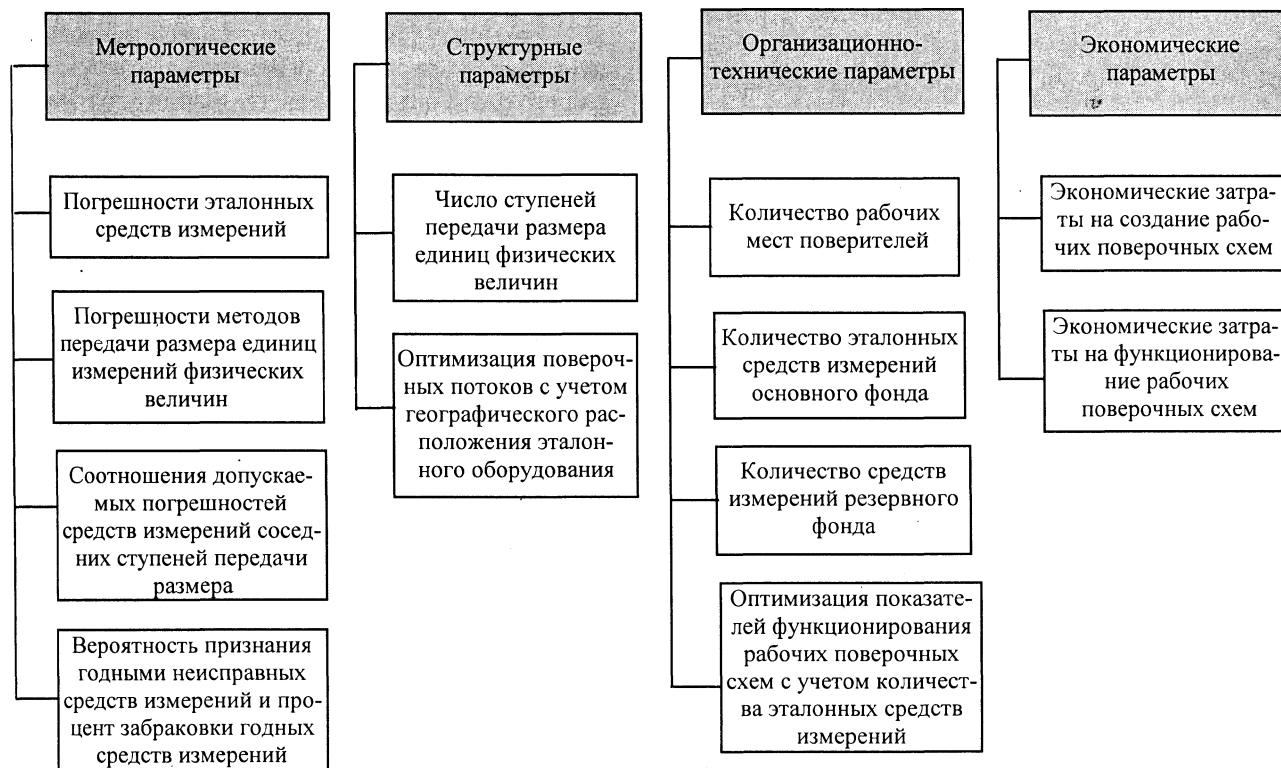 Метрологические
параметры
Погрешности эталонных
средств измерений
Погрешности методов
передачи размера единиц
измерений физических
величин
Соотношения допускае-
мых погрешностей
средств измерений сосед-
них ступеней передачи
размера
Вероятность признания
годными неисправных
средств измерений и про-
цент забраковки годных
средств измерений
Структурные
параметры
Число ступеней
передачи размера
единиц физических
величин
Оптимизация повероч-
ных потоков с учетом
географического рас-
положения эталон-
ного оборудования
Организационно-
технические параметры
Количество рабочих
мест поверителей
Количество эталонных
средств измерений
основного фонда
Количество средств
измерений резервного
фонда
Оптимизация показате-
лей функционирования
рабочих поверочных
схем с учетом количест-
ва эталонных средств
измерений
Экономические
параметры
Экономические затра-
ты на создание рабо-
чих поверочных схем
Экономические затра-
ты на функционирова-
ние рабочих
поверочных схем